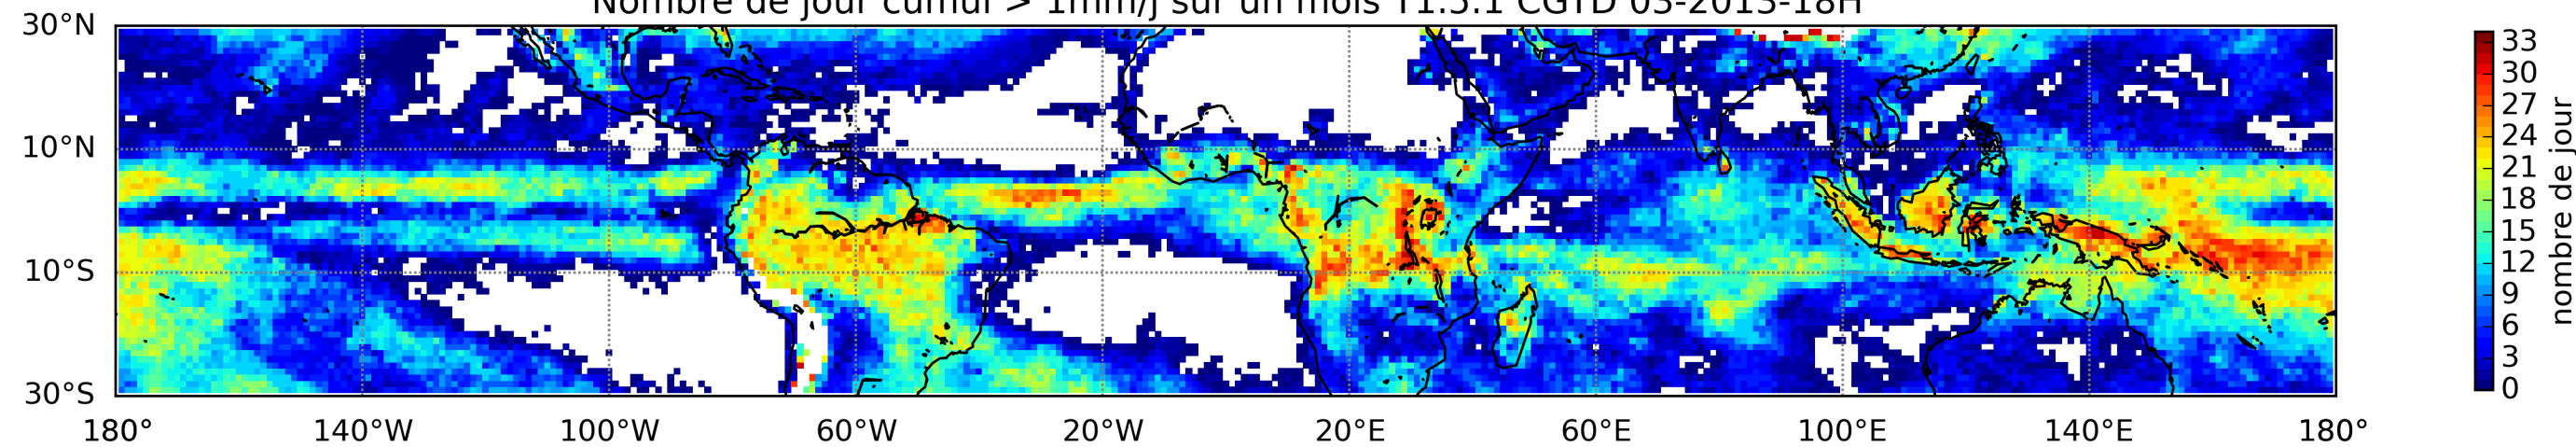 Nombre de jour cumul > 1mm/j sur un mois T1.5.1 CGTD 03-2013-18H
30°N
10°N
10°S
30°S
180° 140°W 100°W 60°W 20°W 20°E 60°E 100°E 140°E 180°
33
30
27
24
21
18
15
12
9
6
3
0
nombre de jour